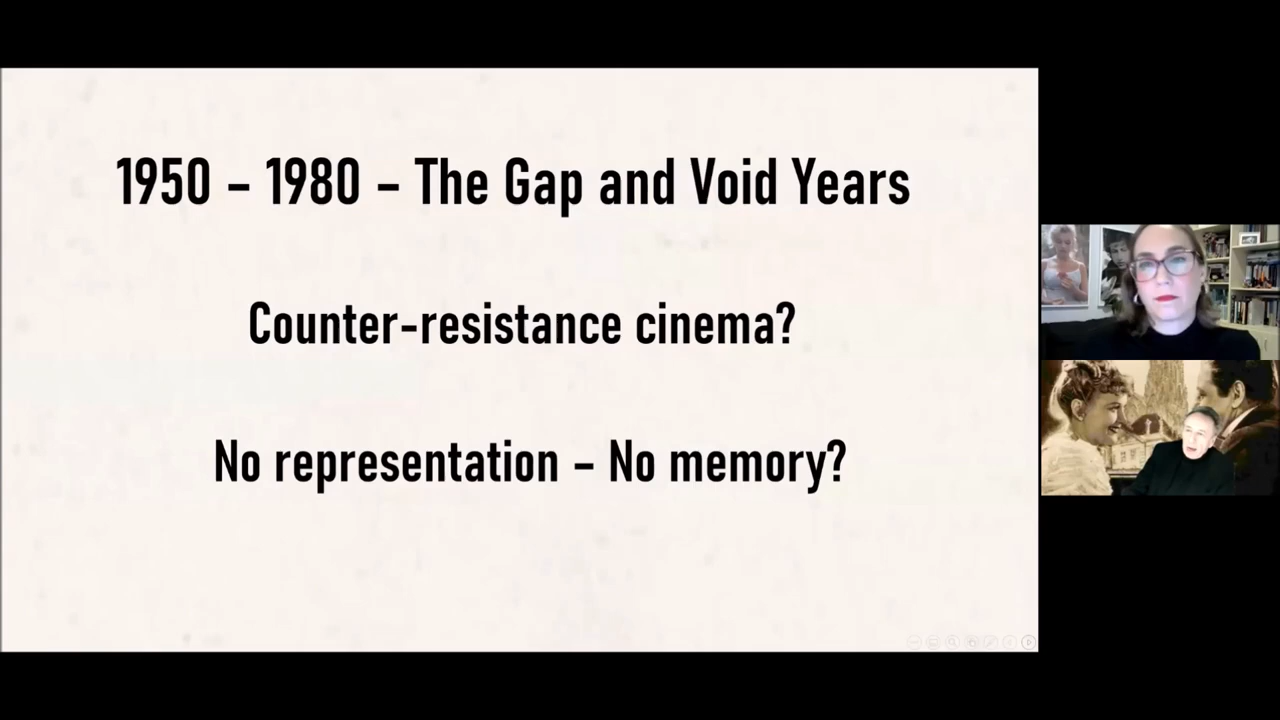 1950 – 1980 – The Gap and Void Years
Counter-resistance cinema?
No representation – No memory?